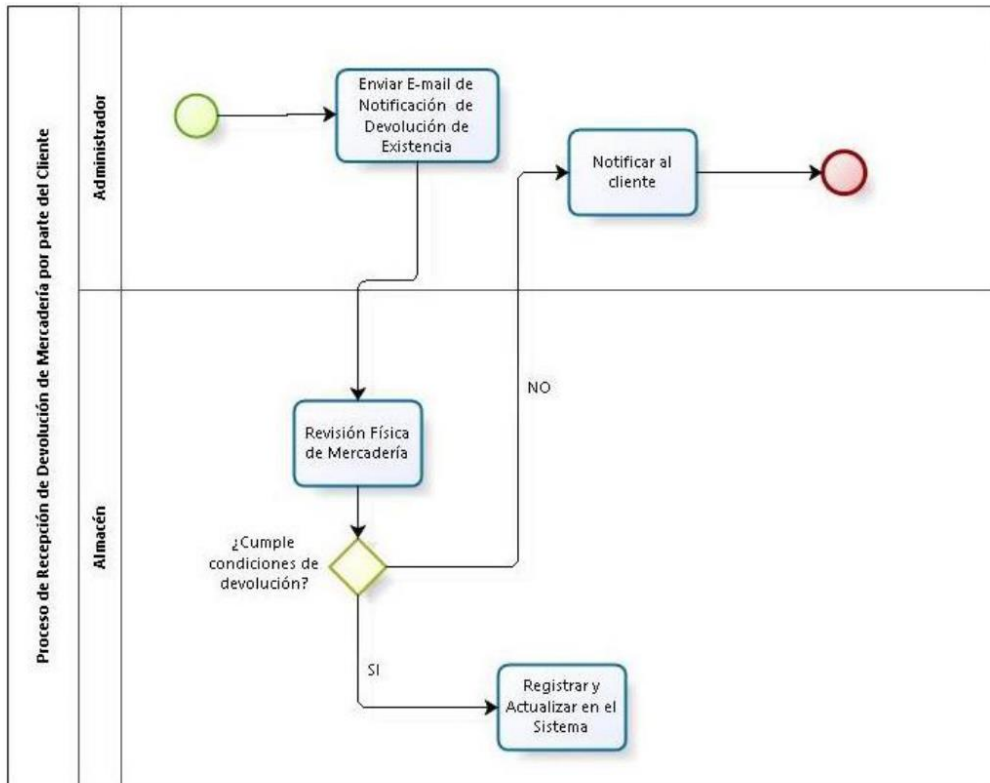 Proceso de Recepción de Devolución de Mercadería por parte del Cliente
Administrador
Enviar E-mail de
Notificación de
Devolución de
Existencia
Notificar al
cliente
Almacén
Revisión Física
de Mercadería
NO
¿Cumple
condiciones de
devolución?
SI
Registrar y
Actualizar en el
Sistema